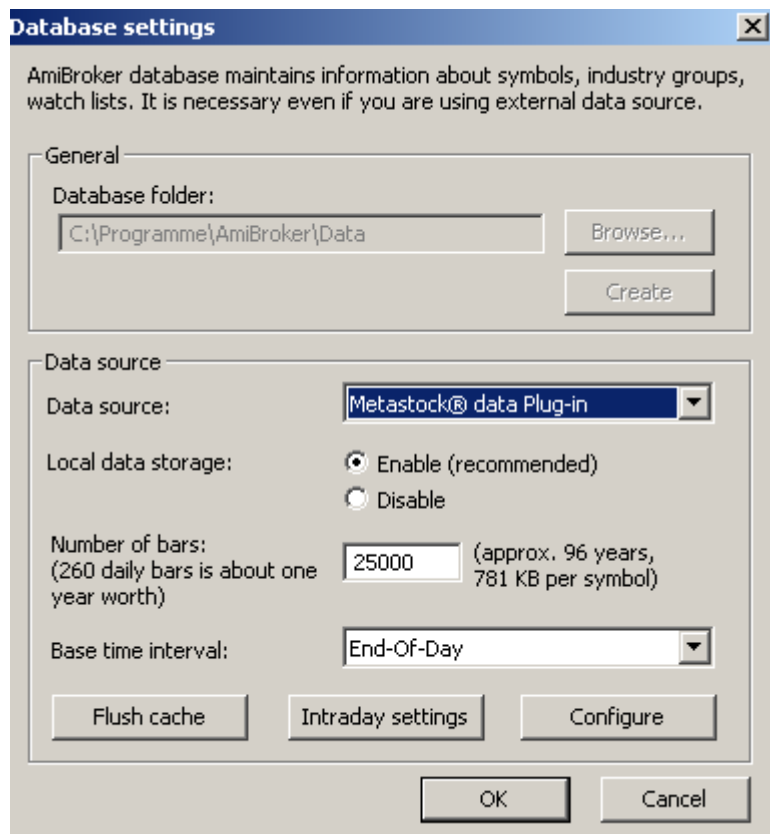 Database settings
AmiBroker database maintains information about symbols, industry groups,
watch lists. It is necessary even if you are using external data source.
General
Database folder:
C:\Programme\AmiBroker\Data
Browse...
Create
Data source
Data source:
Metastock® data Plug-in
Local data storage:
Enable (recommended)
Disable
Number of bars:
(260 daily bars is about one
year worth)
25000
(approx. 96 years,
781 KB per symbol)
Base time interval:
End-Of-Day
Flush cache
Intraday settings
Configure
OK
Cancel